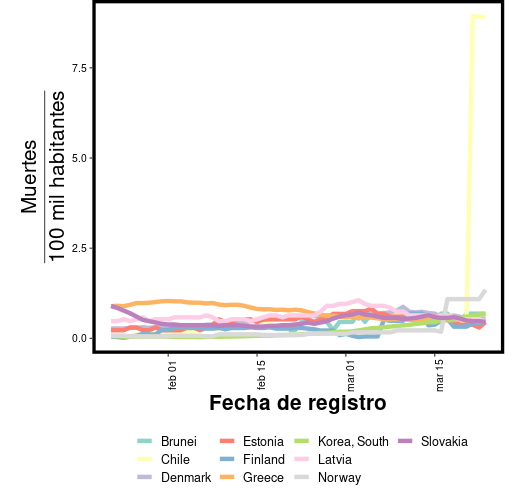 Muertes
100 mil habitantes
7.5
5.0
2.5
0.0
feb 01
feb 15
mar 01
mar 15
Fecha de registro
Brunei Estonia Korea, South Slovakia
Chile Finland Latvia
Denmark Greece Norway